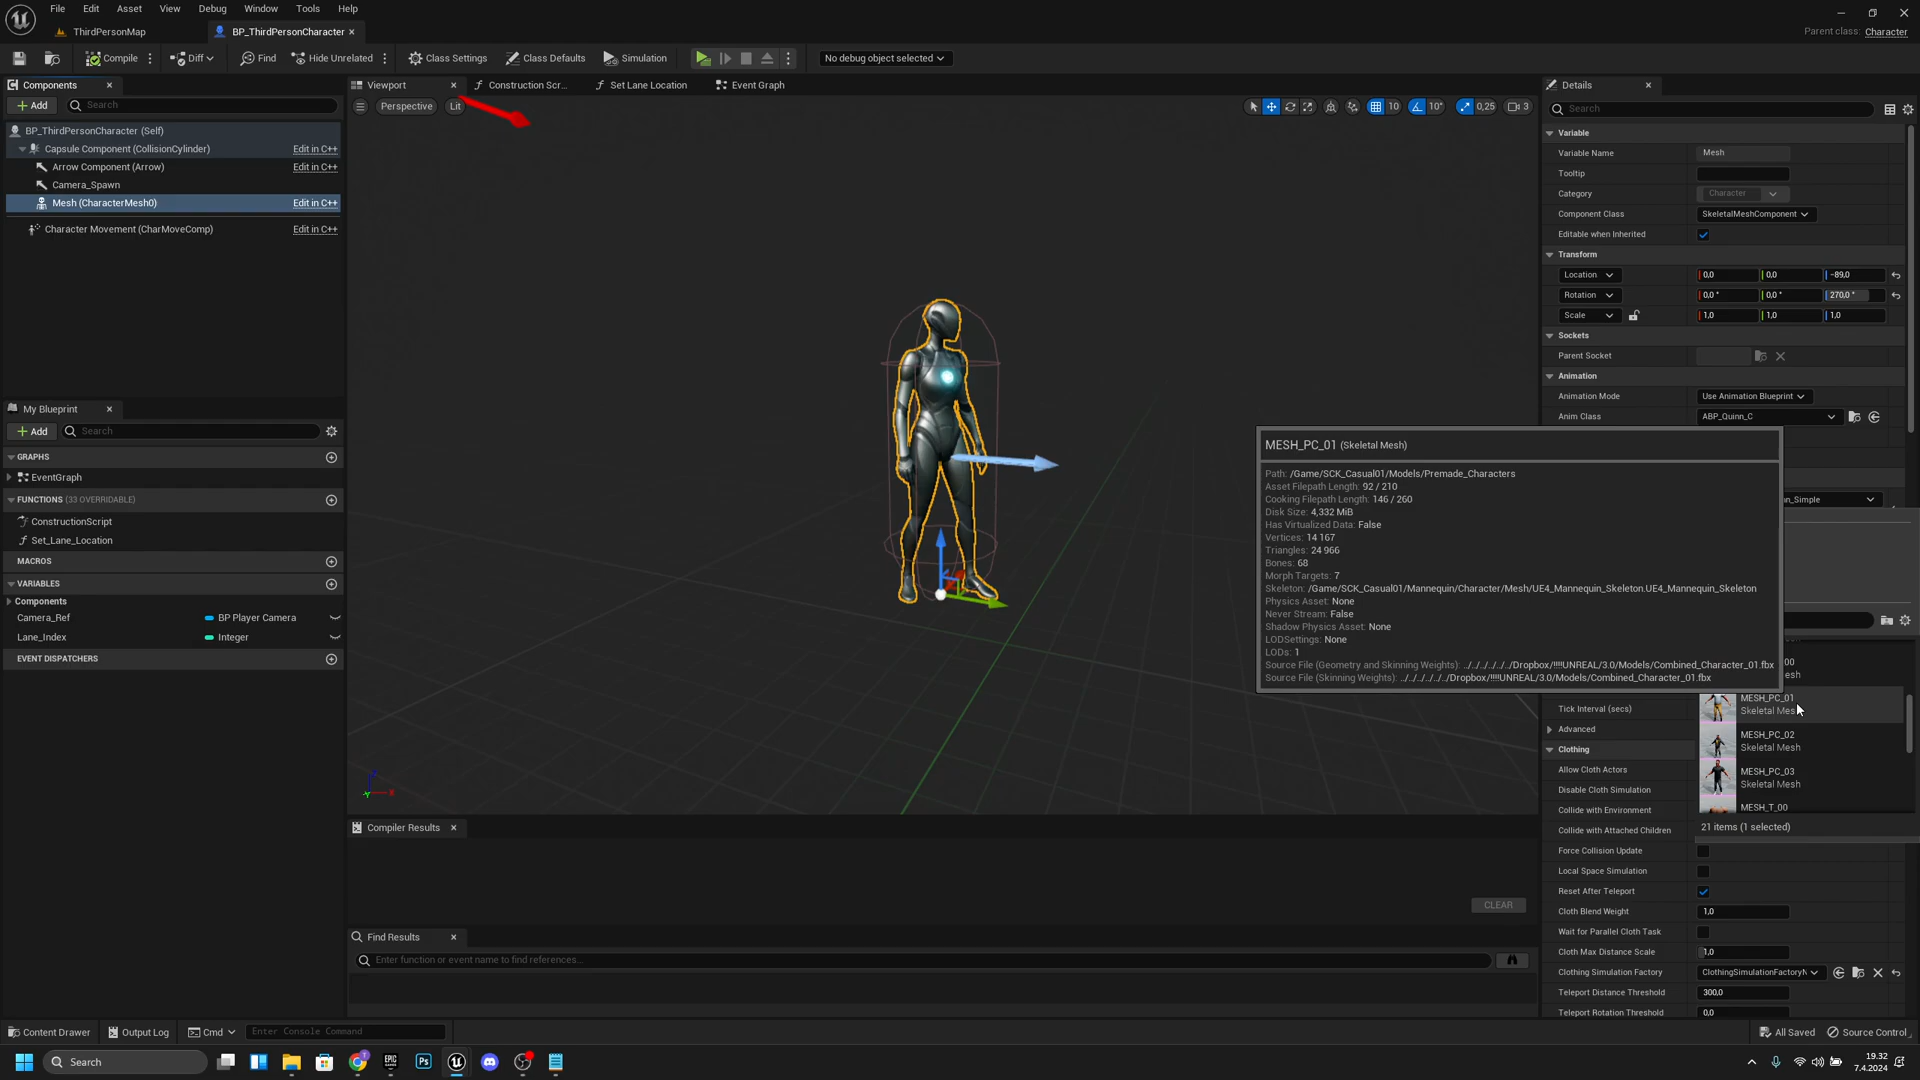 File Edit Asset View Debug Window Tools Help
ThirdPersonMap
BP_ThirdPersonCharacter
Parent class: Character
Compile
Diff
Find
Hide Unrelated
Class Settings
Class Defaults
Simulation
No debug object selected
Components
Add
Search
BP_ThirdPersonCharacter (Self)
Capsule Component (CollisionCylinder) Edit in C++
Arrow Component (Arrow) Edit in C++
Camera_Spawn
Mesh (CharacterMesh0) Edit in C++
Character Movement (CharMoveComp) Edit in C++
My Blueprint
Add
Search
GRAPHS
EventGraph
FUNCTIONS (33 OVERRIDABLE)
ConstructionScript
Set_Lane_Location
MACROS
VARIABLES
Components
Camera_Ref BP Player Camera
Lane_Index Integer
EVENT DISPATCHERS
Viewport
Construction Scr...
Set Lane Location
Event Graph
Perspective
Lit
10
10°
0,25
3
Z
Y
X
Compiler Results
CLEAR
Find Results
Enter function or event name to find references...
MESH_PC_01 (Skeletal Mesh)
Path: /Game/SCK_Casual01/Models/Premade_Characters
Asset Filepath Length: 92 / 210
Cooking Filepath Length: 146 / 260
Disk Size: 4,332 MiB
Has Virtualized Data: False
Vertices: 14 167
Triangles: 24 966
Bones: 68
Morph Targets: 7
Skeleton: /Game/SCK_Casual01/Mannequin/Character/Mesh/UE4_Mannequin_Skeleton.UE4_Mannequin_Skeleton
Physics Asset: None
Never Stream: False
Shadow Physics Asset: None
LODSettings: None
LODs: 1
Source File (Geometry and Skinning Weights): ../../../../../../Dropbox/!!!!UNREAL/3.0/Models/Combined_Character_01.fbx
Source File (Skinning Weights): ../../../../../../Dropbox/!!!!UNREAL/3.0/Models/Combined_Character_01.fbx
Details
Search
Variable
Variable Name Mesh
Tooltip
Category Character
Component Class SkeletalMeshComponent
Editable when Inherited
Transform
Location 0,0 0,0 -89,0
Rotation 0,0 ° 0,0 ° 270,0 °
Scale 1,0 1,0 1,0
Sockets
Parent Socket
Animation
Animation Mode Use Animation Blueprint
Anim Class ABP_Quinn_C
n_Simple
00
esh
MESH_PC_01
Skeletal Mes
MESH_PC_02
Skeletal Mesh
MESH_PC_03
Skeletal Mesh
MESH_T_00
21 items (1 selected)
Tick Interval (secs)
Advanced
Clothing
Allow Cloth Actors
Disable Cloth Simulation
Collide with Environment
Collide with Attached Children
Force Collision Update
Local Space Simulation
Reset After Teleport
Cloth Blend Weight 1,0
Wait for Parallel Cloth Task
Cloth Max Distance Scale 1,0
Clothing Simulation Factory ClothingSimulationFactoryN
Teleport Distance Threshold 300,0
Teleport Rotation Threshold 0,0
Content Drawer
Output Log
Cmd
Enter Console Command
All Saved
Source Control
Search
19.32
7.4.2024